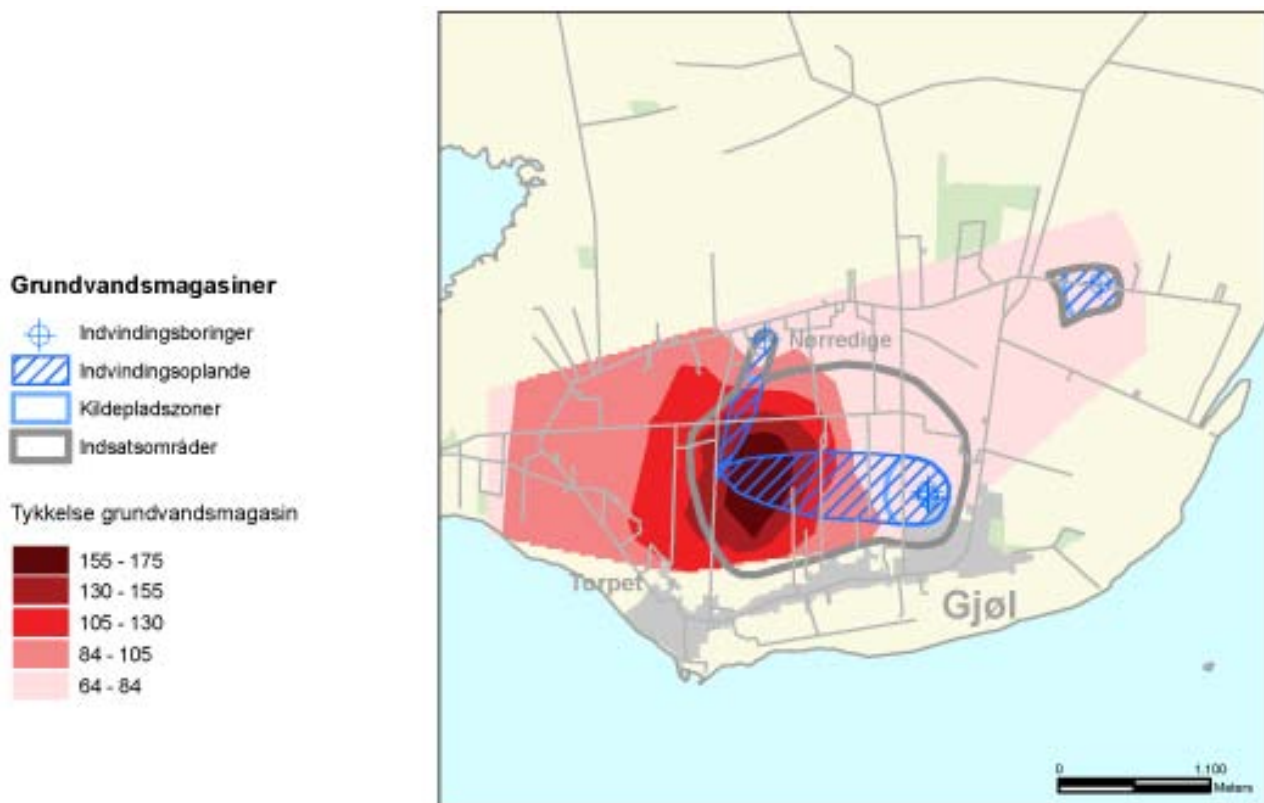 Grundvandsmagasiner
Indvindingsboringer
Indvindingsoplande
Kildepladszoner
Indsatsområder
Tykkelse grundvandsmagasin
155 - 175
130 - 155
105 - 130
84 - 105
64 - 84
Nørredige
Torpet
Gjøl
0 1.100
Meters